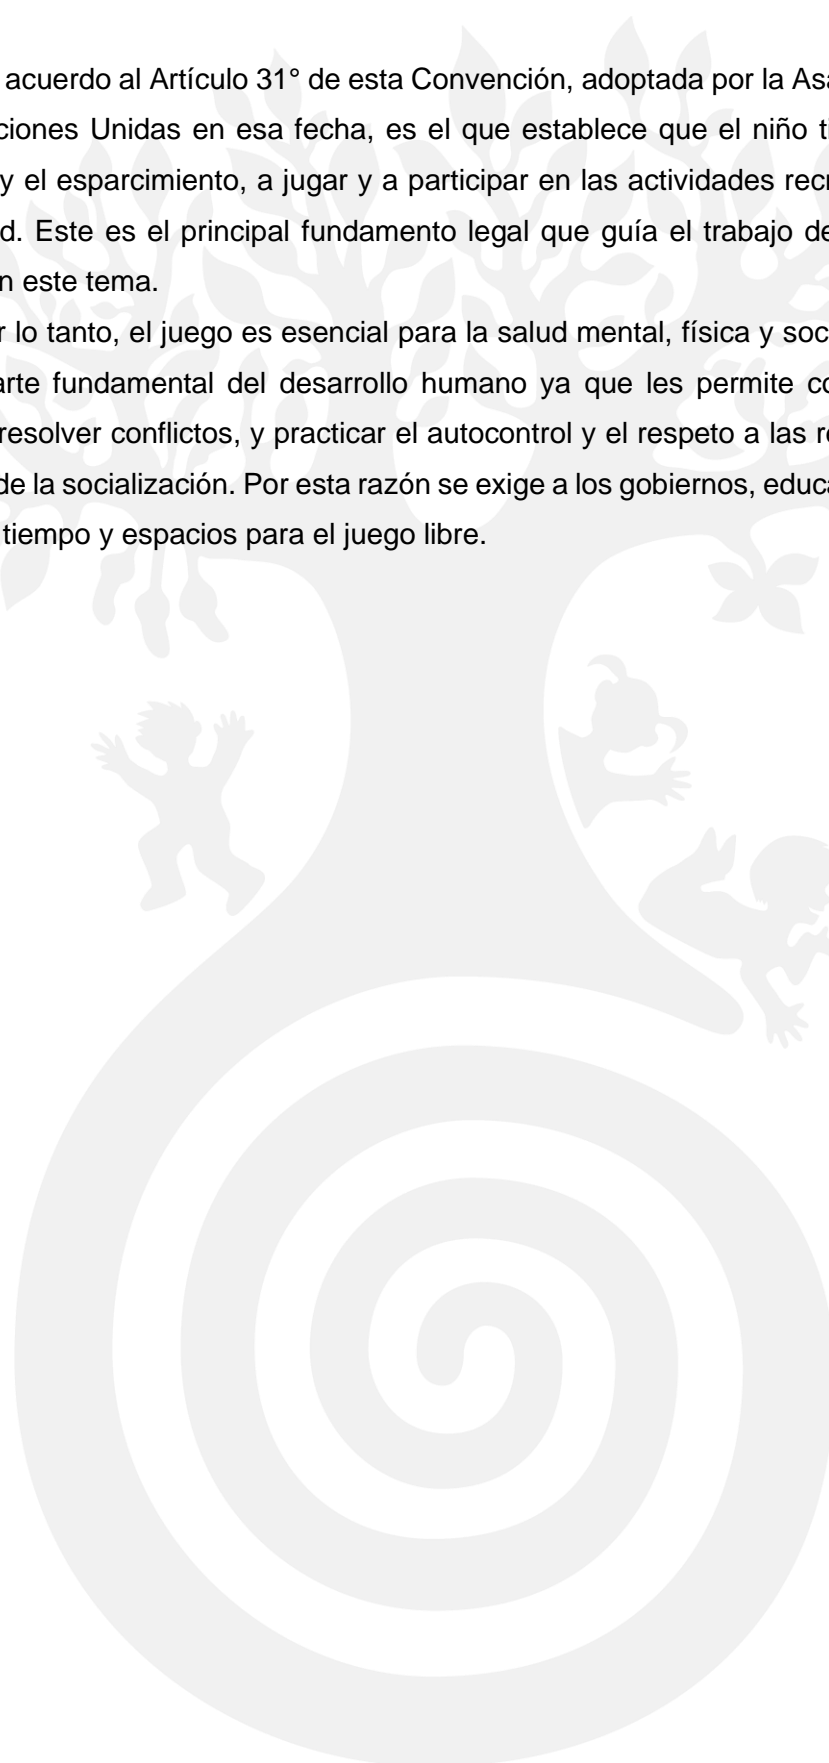 acuerdo al Artículo 31° de esta Convención, adoptada por la Asa
ciones Unidas en esa fecha, es el que establece que el niño ti
y el esparcimiento, a jugar y a participar en las actividades recr
d. Este es el principal fundamento legal que guía el trabajo de
n este tema.
r lo tanto, el juego es esencial para la salud mental, física y soc
arte fundamental del desarrollo humano ya que les permite co
resolver conflictos, y practicar el autocontrol y el respeto a las re
de la socialización. Por esta razón se exige a los gobiernos, educa
tiempo y espacios para el juego libre.